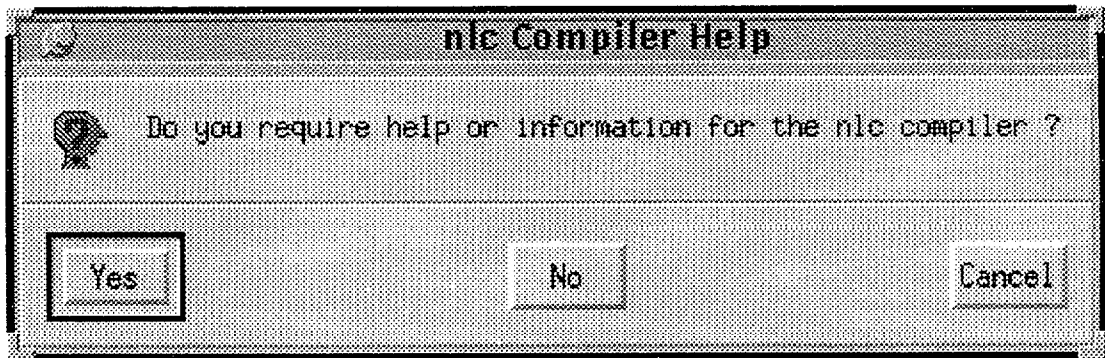 nlc Compiler Help
Do you require help or information for the nlc compiler ?
Yes
No
Cancel